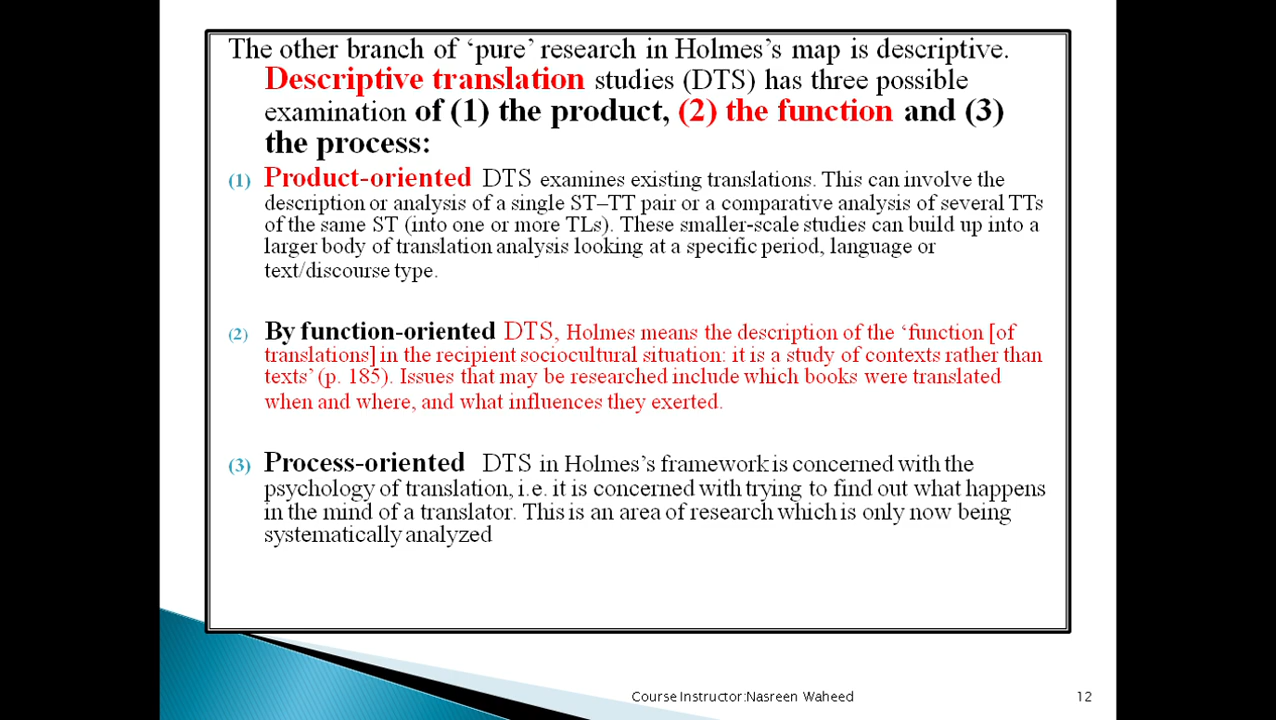 The other branch of ‘pure’ research in Holmes’s map is descriptive.
Descriptive translation studies (DTS) has three possible
examination of (1) the product, (2) the function and (3)
the process:
(1) Product-oriented DTS examines existing translations. This can involve the
description or analysis of a single ST–TT pair or a comparative analysis of several TTs
of the same ST (into one or more TLs). These smaller-scale studies can build up into a
larger body of translation analysis looking at a specific period, language or
text/discourse type.
(2) By function-oriented DTS, Holmes means the description of the ‘function [of
translations] in the recipient sociocultural situation: it is a study of contexts rather than
texts’ (p. 185). Issues that may be researched include which books were translated
when and where, and what influences they exerted.
(3) Process-oriented DTS in Holmes’s framework is concerned with the
psychology of translation, i.e. it is concerned with trying to find out what happens
in the mind of a translator. This is an area of research which is only now being
systematically analyzed
Course Instructor:Nasreen Waheed
12